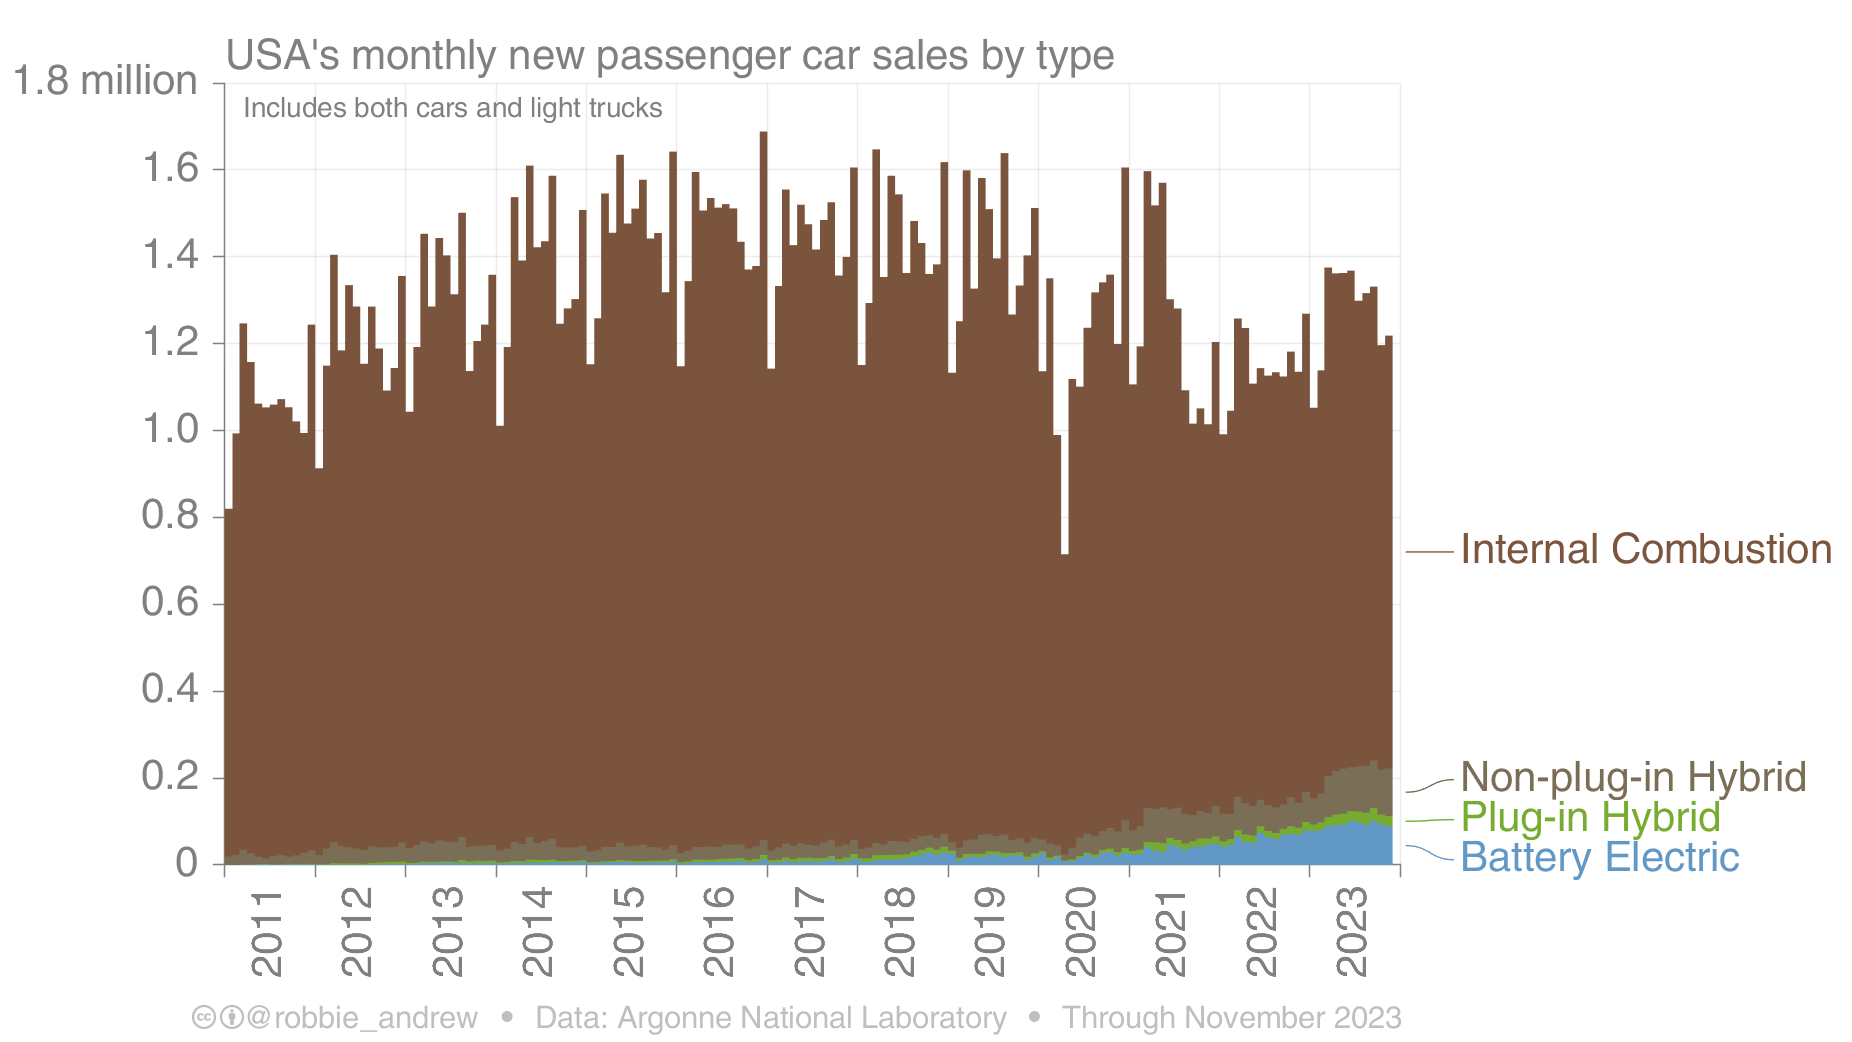 USA's monthly new passenger car sales by type
1.8 million
Includes both cars and light trucks
1.6
1.4
1.2
1.0
0.8
0.6
0.4
0.2
0
Internal Combustion
Non-plug-in Hybrid
Plug-in Hybrid
Battery Electric
2011
2012
2013
2014
2015
2016
2017
2018
2019
2020
2021
2022
2023
cc @robbie_andrew • Data: Argonne National Laboratory • Through November 2023